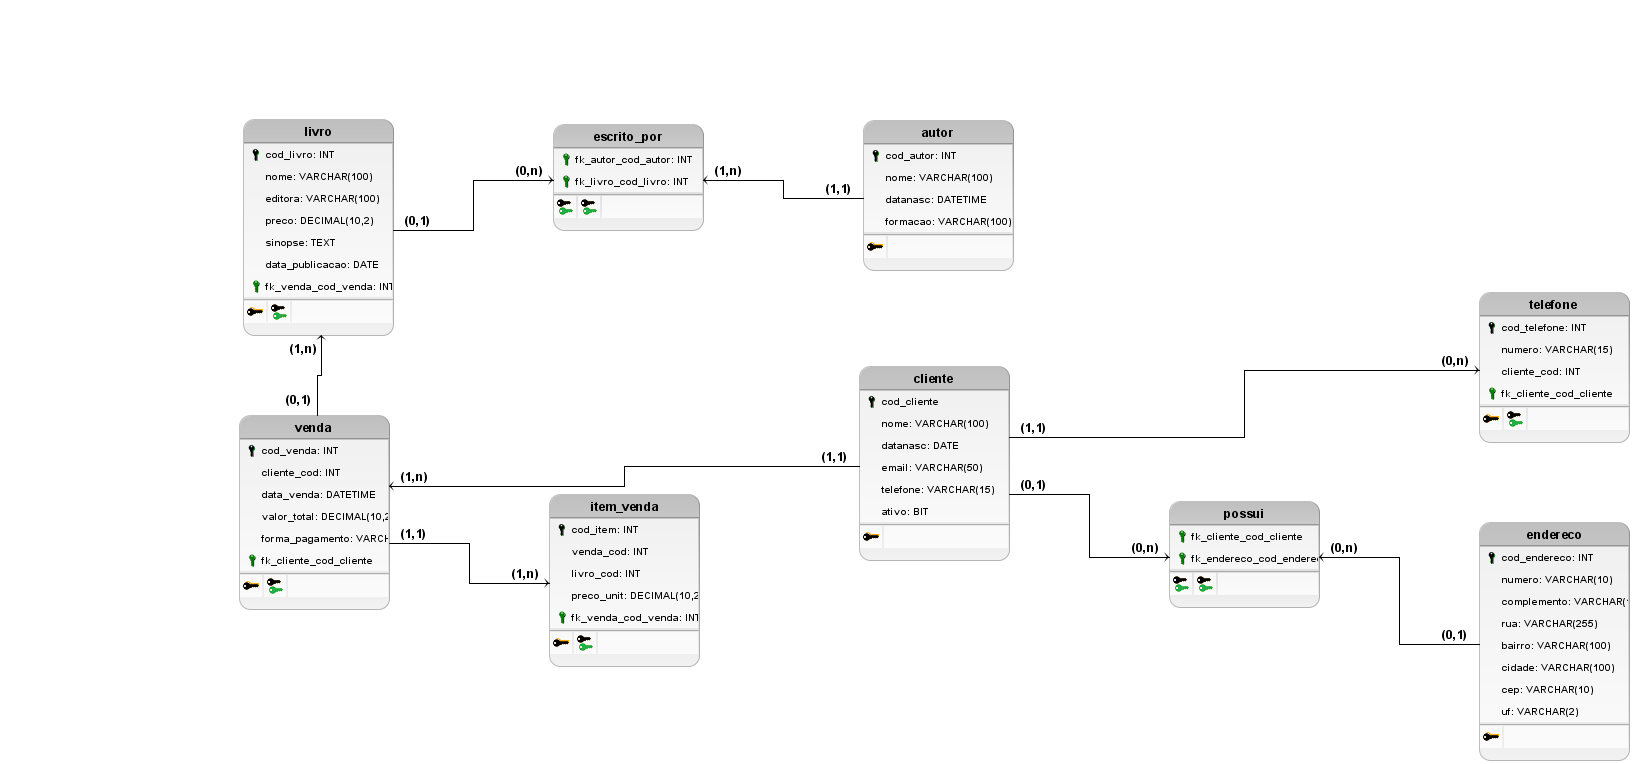 livro
cod_livro: INT
nome: VARCHAR(100)
editora: VARCHAR(100)
preco: DECIMAL(10,2)
sinopse: TEXT
data_publicacao: DATE
fk_venda_cod_venda: INT
(0,1)
(0,n)
escrito_por
fk_autor_cod_autor: INT
fk_livro_cod_livro: INT
(1,n)
(1,1)
autor
cod_autor: INT
nome: VARCHAR(100)
datanasc: DATETIME
formacao: VARCHAR(100)
(1,n)
(0,1)
venda
cod_venda: INT
cliente_cod: INT
data_venda: DATETIME
valor_total: DECIMAL(10,2
forma_pagamento: VARCH
fk_cliente_cod_cliente
(1,n)
(1,1)
(1,1)
(1,n)
item_venda
cod_item: INT
venda_cod: INT
livro_cod: INT
preco_unit: DECIMAL(10,2
fk_venda_cod_venda: INT
cliente
cod_cliente
nome: VARCHAR(100)
datanasc: DATE
email: VARCHAR(50)
telefone: VARCHAR(15)
ativo: BIT
(1,1)
(0,n)
telefone
cod_telefone: INT
numero: VARCHAR(15)
cliente_cod: INT
fk_cliente_cod_cliente
(0,1)
(0,n)
possui
fk_cliente_cod_cliente
fk_endereco_cod_endere
(0,n)
(0,1)
endereco
cod_endereco: INT
numero: VARCHAR(10)
complemento: VARCHAR(
rua: VARCHAR(255)
bairro: VARCHAR(100)
cidade: VARCHAR(100)
cep: VARCHAR(10)
uf: VARCHAR(2)